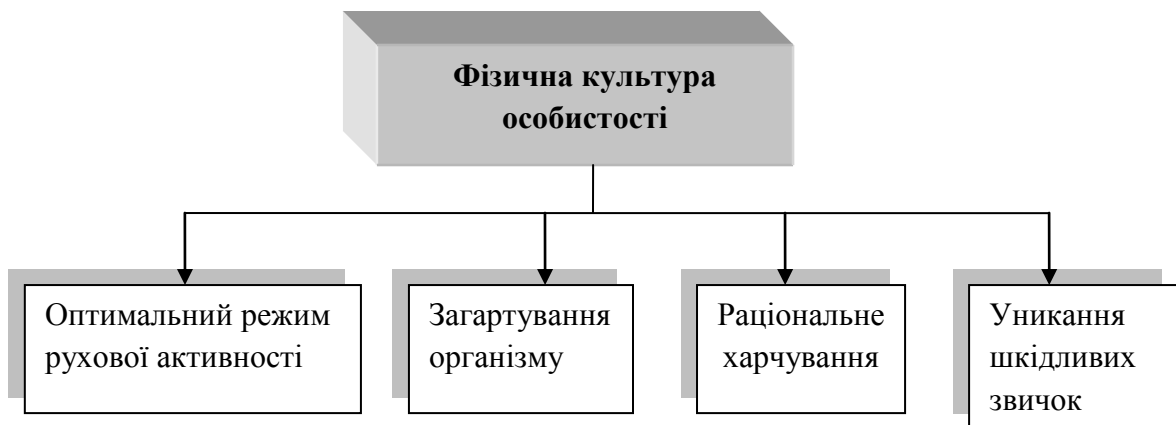 Фізична культура
особистості
Оптимальний режим
рухової активності
Загартування
організму
Раціональне
харчування
Уникання
шкідливих
звичок